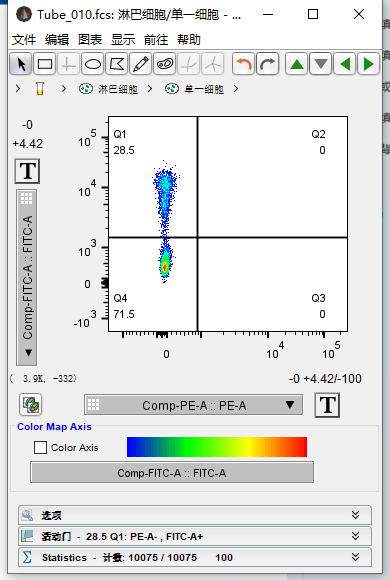 Tube_010.fcs: 淋巴细胞/单一细胞 - ...
文件 编辑 图表 显示 前往 帮助
T
淋巴细胞 单一细胞
-0
+4.42
T
Comp-FITC-A :: FITC-A
10^5
10^4
10^3
0
-10^3
Q1
28.5
Q2
0
Q4
71.5
Q3
0
0 10^4 10^5
( 3.9K, -332)
-0 +4.42/-100
Comp-PE-A :: PE-A
T
Color Map Axis
Color Axis
Comp-FITC-A :: FITC-A
选项
活动门 - 28.5 Q1: PE-A- , FITC-A+
Σ Statistics - 计数: 10075 / 10075 100